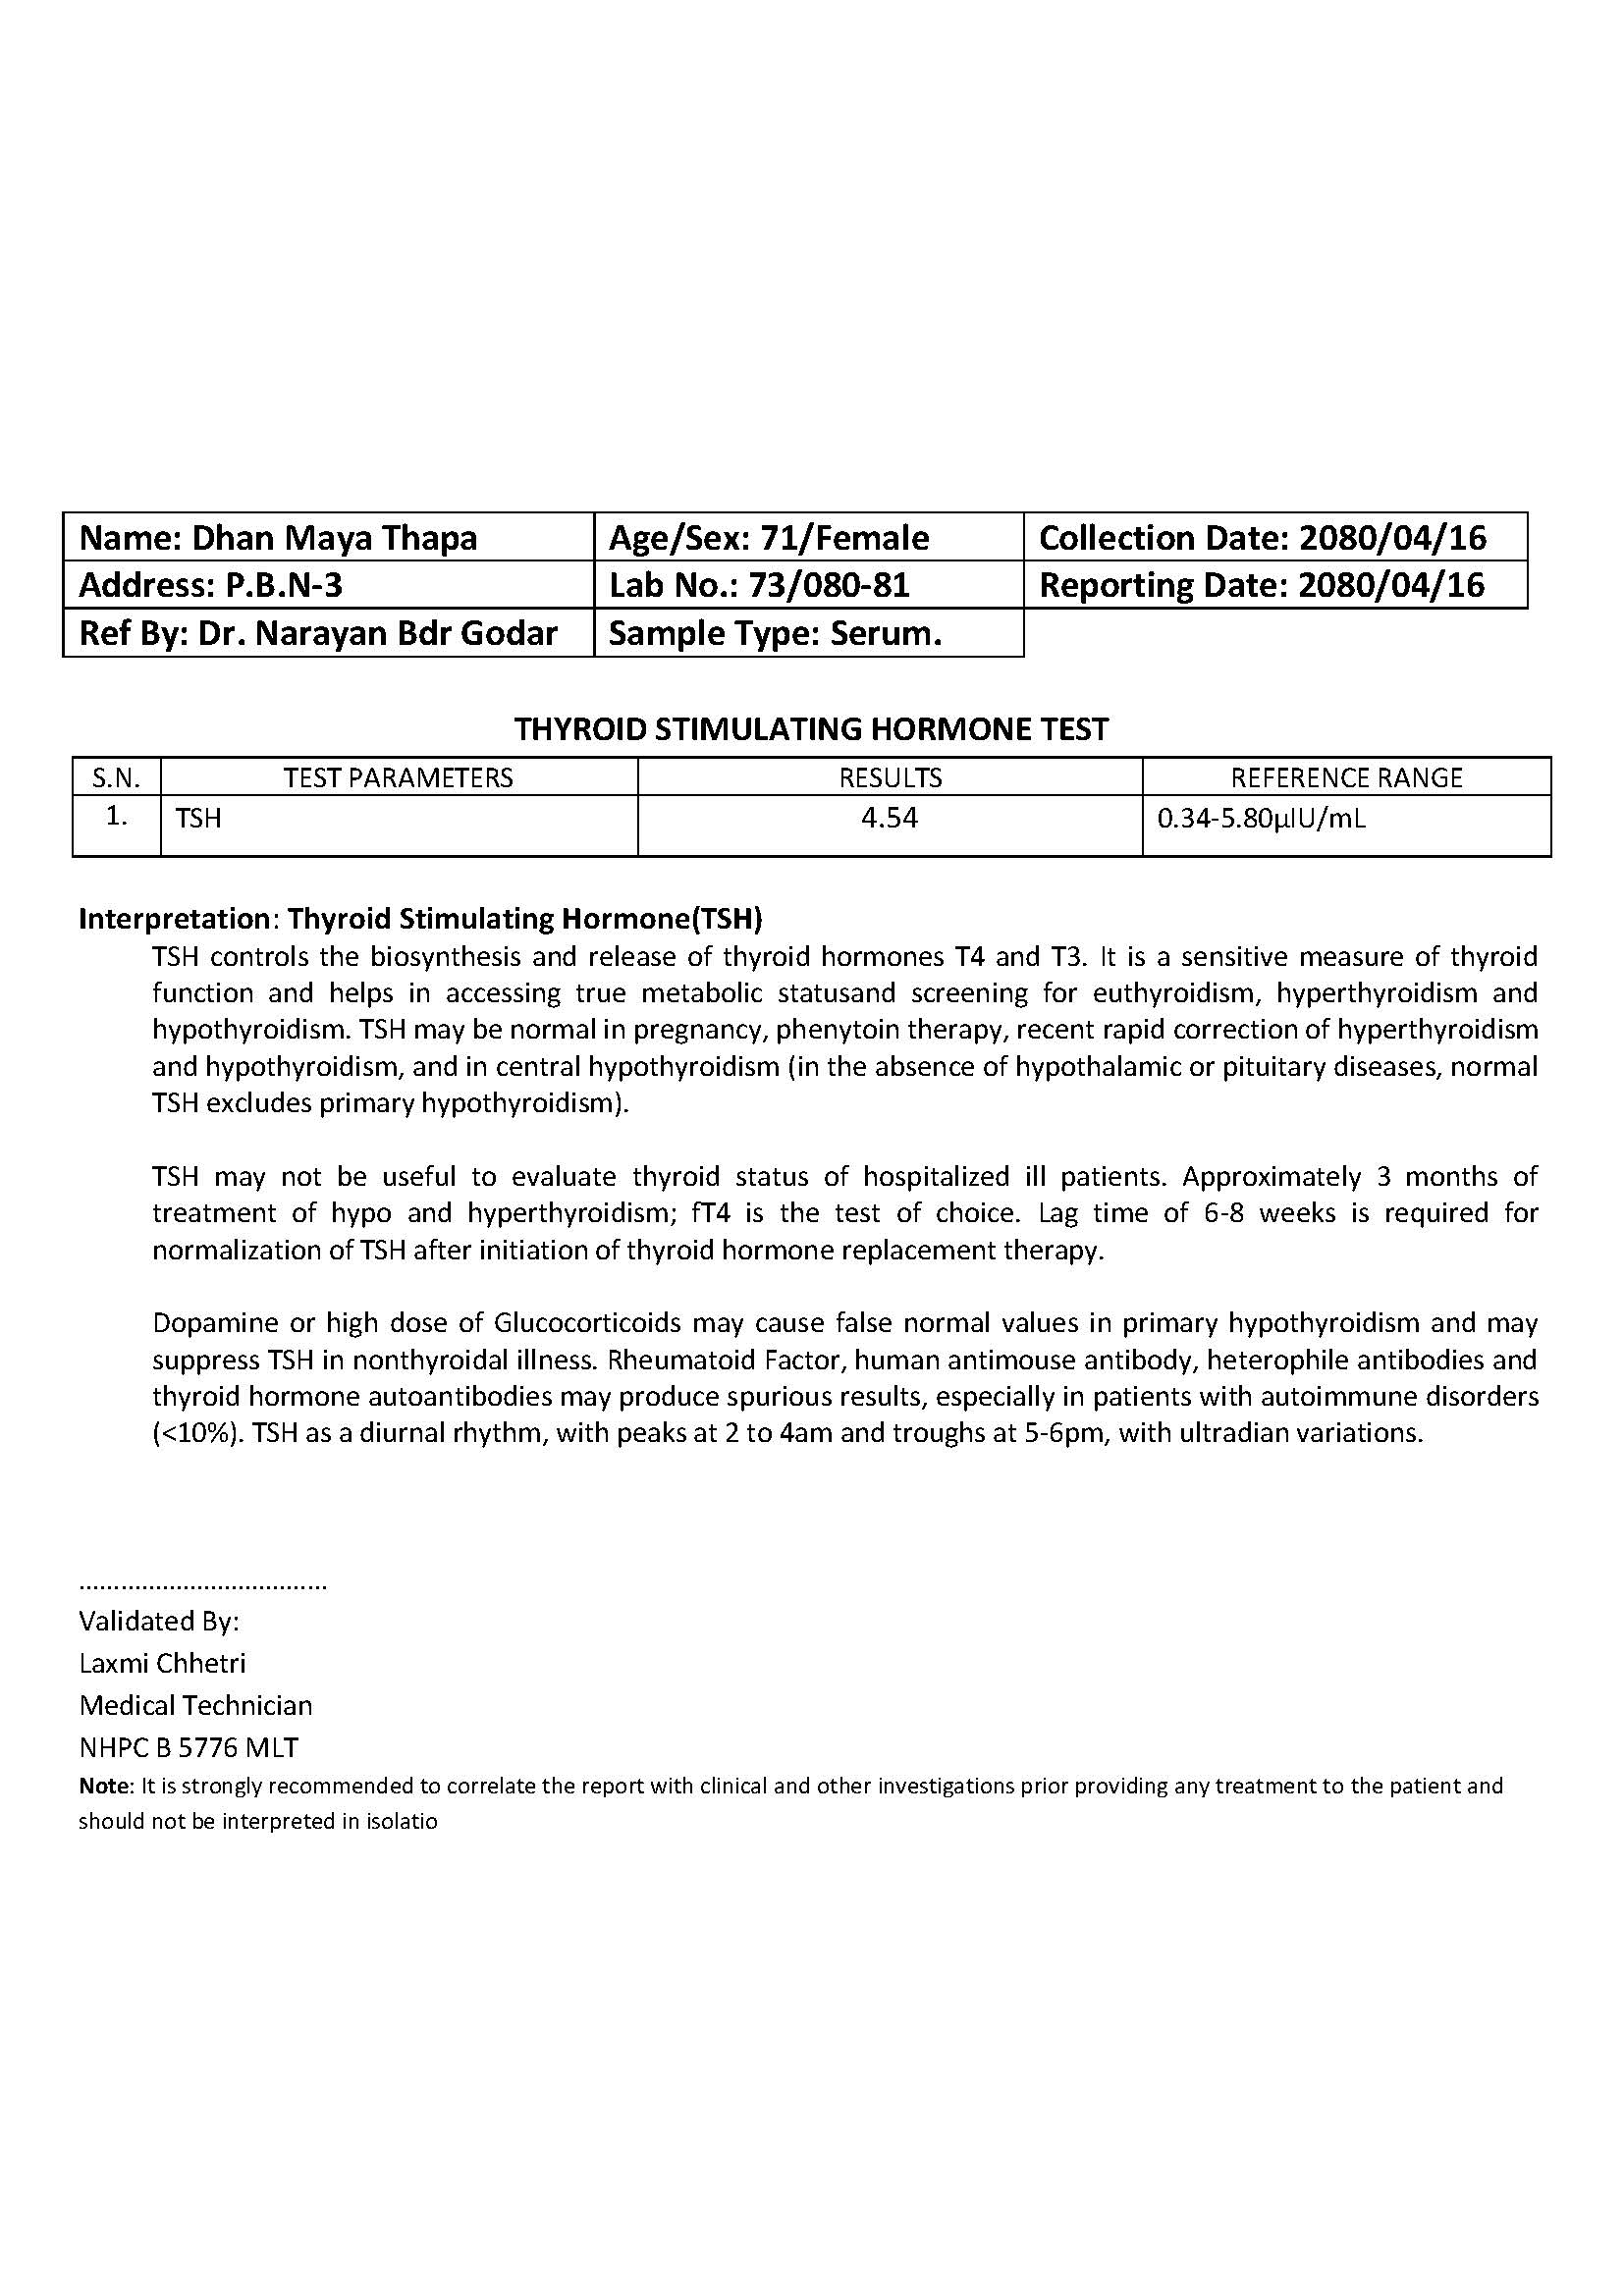 Name: Dhan Maya Thapa Age/Sex: 71/Female Collection Date: 2080/04/16
Address: P.B.N-3 Lab No.: 73/080-81 Reporting Date: 2080/04/16
Ref By: Dr. Narayan Bdr Godar Sample Type: Serum.
THYROID STIMULATING HORMONE TEST
S.N. TEST PARAMETERS RESULTS REFERENCE RANGE
1. TSH 4.54 0.34-5.80µIU/mL
Interpretation: Thyroid Stimulating Hormone(TSH)
TSH controls the biosynthesis and release of thyroid hormones T4 and T3. It is a sensitive measure of thyroid
function and helps in accessing true metabolic statusand screening for euthyroidism, hyperthyroidism and
hypothyroidism. TSH may be normal in pregnancy, phenytoin therapy, recent rapid correction of hyperthyroidism
and hypothyroidism, and in central hypothyroidism (in the absence of hypothalamic or pituitary diseases, normal
TSH excludes primary hypothyroidism).
TSH may not be useful to evaluate thyroid status of hospitalized ill patients. Approximately 3 months of
treatment of hypo and hyperthyroidism; fT4 is the test of choice. Lag time of 6-8 weeks is required for
normalization of TSH after initiation of thyroid hormone replacement therapy.
Dopamine or high dose of Glucocorticoids may cause false normal values in primary hypothyroidism and may
suppress TSH in nonthyroidal illness. Rheumatoid Factor, human antimouse antibody, heterophile antibodies and
thyroid hormone autoantibodies may produce spurious results, especially in patients with autoimmune disorders
(<10%). TSH as a diurnal rhythm, with peaks at 2 to 4am and troughs at 5-6pm, with ultradian variations.
....................................
Validated By:
Laxmi Chhetri
Medical Technician
NHPC B 5776 MLT
Note: It is strongly recommended to correlate the report with clinical and other investigations prior providing any treatment to the patient and
should not be interpreted in isolatio